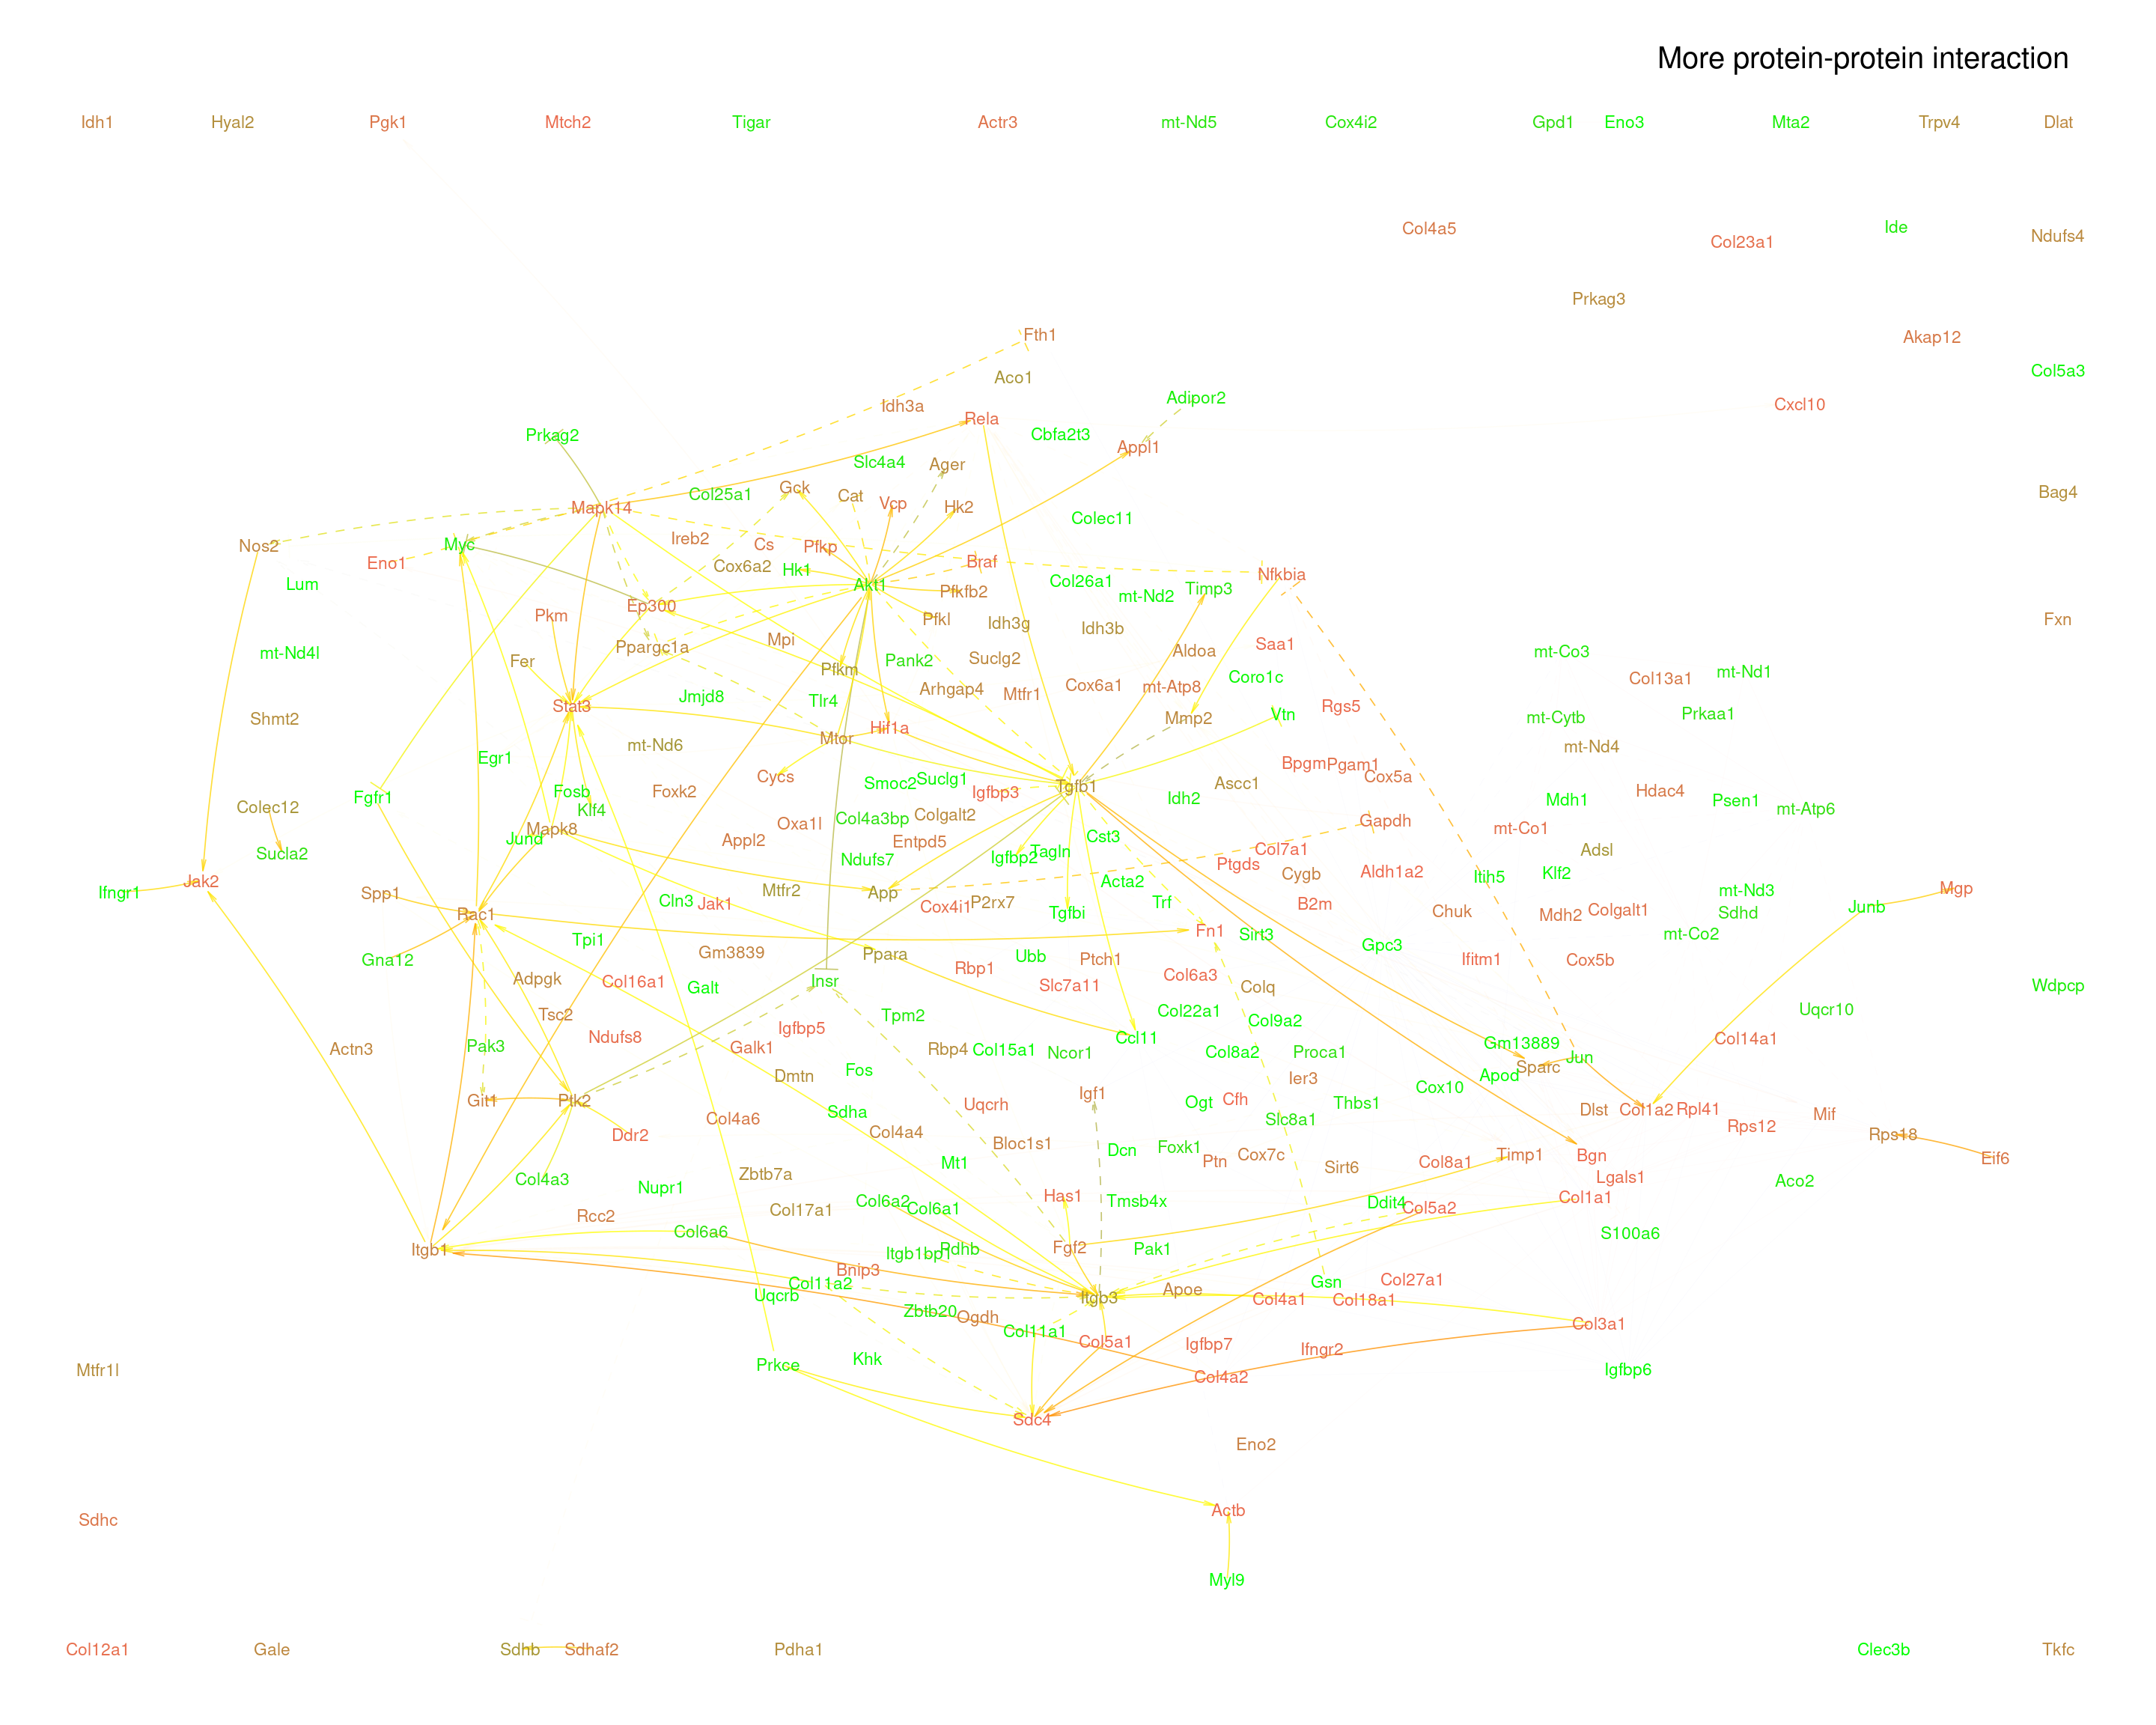 More protein-protein interaction
Idh1 Hyal2 Pgk1 Mtch2 Tigar Actr3 mt-Nd5 Cox4i2 Gpd1 Eno3 Mta2 Trpv4 Dlat
Col4a5 Ide
Col23a1 Ndufs4
Prkag3
Fth1 Akap12
Aco1 Col5a3
Idh3a Adipor2 Cxcl10
Rela
Prkag2 Cbfa2t3 Appl1
Slc4a4 Ager
Col25a1 Gck Cat Vcp Hk2 Bag4
Mapk14 Colec11
Nos2 Myc Ireb2 Cs Pfkp
Eno1 Cox6a2 Hk1 Braf Nfkbia
Lum Akt1 Pfkfb2 Col26a1 mt-Nd2 Timp3
Ep300 Pkm Pfkl Idh3g Idh3b Fxn
mt-Nd4l Fer Ppargc1a Mpi Pfkm Pank2 Suclg2 Aldoa Saa1 mt-Co3
Jmjd8 Tlr4 Arhgap4 Mtfr1 Cox6a1 mt-Atp8 Coro1c Col13a1 mt-Nd1
Shmt2 Stat3 Hif1a Mmp2 Vtn Rgs5 mt-Cytb Prkaa1
Egr1 mt-Nd6 Mtor mt-Nd4
Fgfr1 Fosb Foxk2 Cycs Smoc2 Suclg1 Igfbp3 Tgfb1 Idh2 Ascc1 Bpgm Pgam1 Cox5a Mdh1 Hdac4 Psen1
Colec12 Klf4 Oxa1l Col4a3bp Colgalt2 Gapdh mt-Co1 mt-Atp6
Mapk8 Jund Appl2 Entpd5 Cst3
Sucla2 Ndufs7 Igfbp2 Tagln Ptgds Col7a1 Adsl
Ifngr1 Jak2 Spp1 Mtfr2 App Acta2 Cygb Aldh1a2 Itih5 Klf2 mt-Nd3 Mgp
Rac1 Cln3 Jak1 Cox4i1 P2rx7 Tgfbi Trf B2m Chuk Mdh2 Colgalt1 Sdhd Junb
Tpi1 Fn1 Sirt3 Gpc3 mt-Co2
Gna12 Gm3839 Ppara Ubb Ptch1 Ifitm1 Cox5b
Adpgk Col16a1 Galt Insr Rbp1 Slc7a11 Col6a3 Colq Wdpcp
Tsc2 Tpm2 Col22a1 Col9a2 Uqcr10
Actn3 Pak3 Ndufs8 Galk1 Igfbp5 Rbp4 Col15a1 Ncor1 Ccl11 Col8a2 Proca1 Gm13889 Col14a1
Dmtn Fos Ier3 Cox10 Apod Sparc Jun
Git1 Ptk2 Col4a6 Sdha Uqcrh Igf1 Ogt Cfh Thbs1 Dlst Col1a2 Rpl41 Mif
Ddr2 Col4a4 Bloc1s1 Slc8a1 Rps12 Rps18
Col4a3 Nupr1 Zbtb7a Mt1 Dcn Foxk1 Ptn Cox7c Sirt6 Col8a1 Timp1 Bgn Eif6
Rcc2 Col17a1 Col6a2 Col6a1 Has1 Tmsb4x Ddit4 Col5a2 Col1a1 Lgals1 Aco2
Itgb1 Col6a6 Itgb1bp1 Pdhb Fgf2 Pak1 S100a6
Uqcrb Col11a2 Bnip3 Itgb3 Apoe Col4a1 Gsn Col18a1 Col27a1
Zbtb20 Ogdh Col11a1 Col5a1 Igfbp7 Ifngr2 Col3a1
Mtfr1l Prkce Khk Col4a2 Igfbp6
Sdc4
Eno2
Sdhc Actb
Myl9
Col12a1 Gale Sdhb Sdhaf2 Pdha1 Clec3b Tkfc